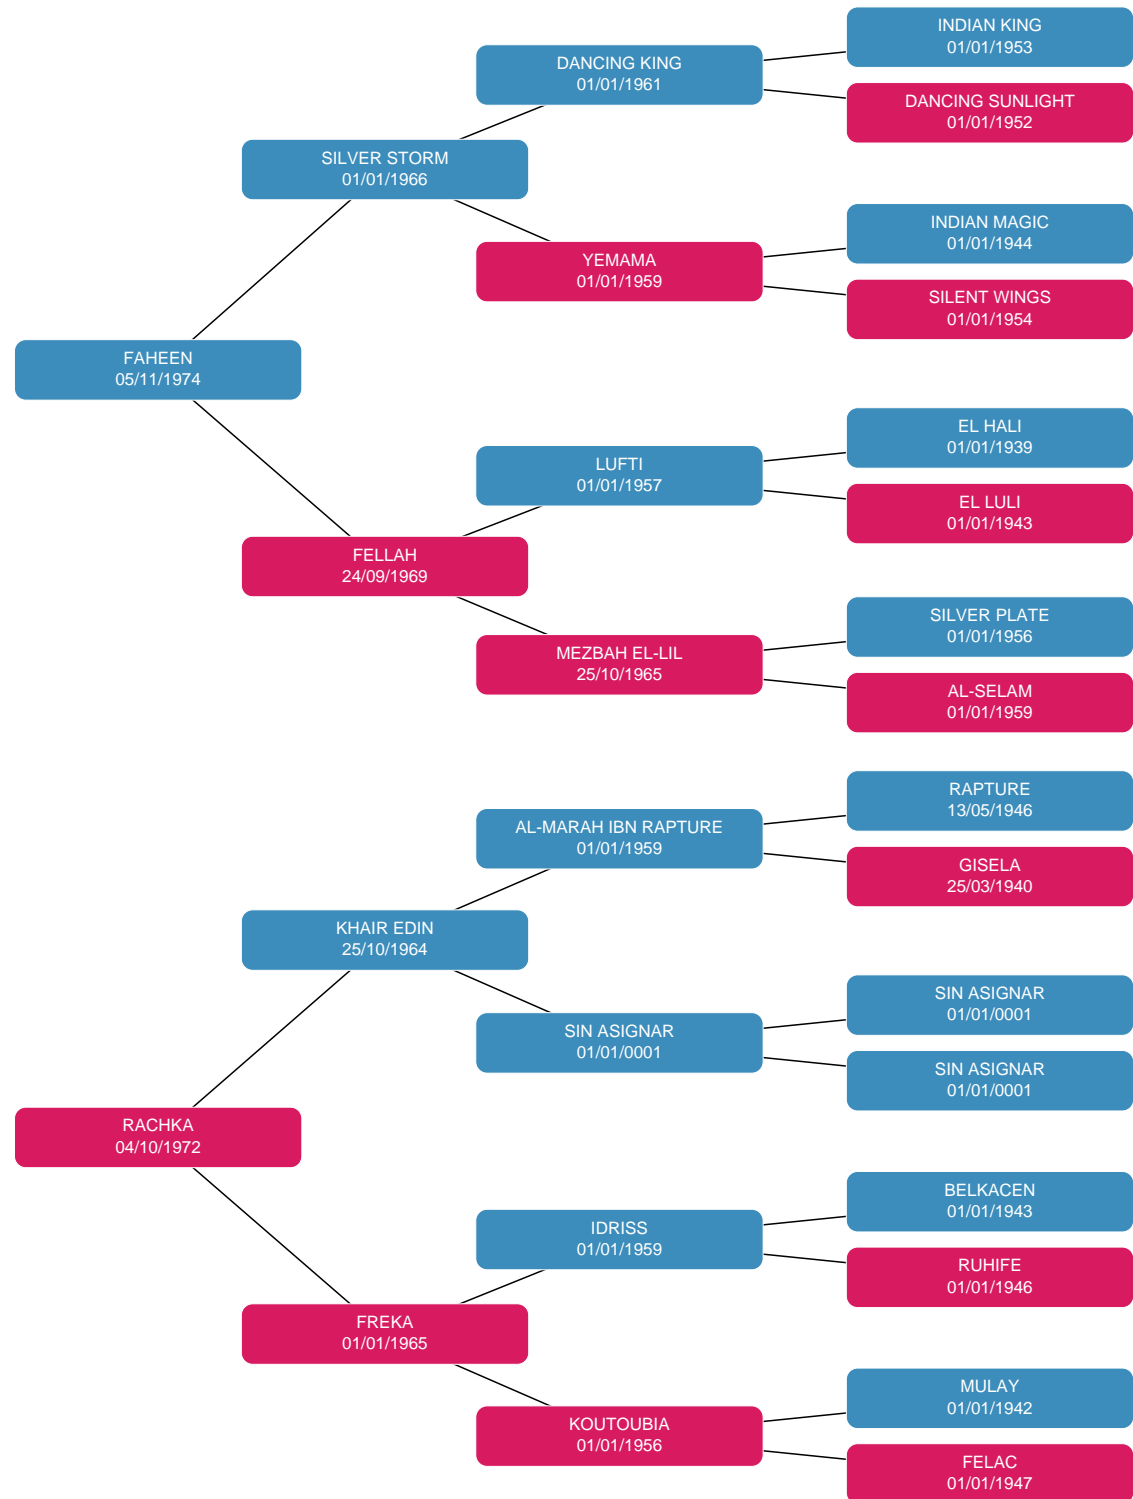 INDIAN KING
01/01/1953
DANCING KING
01/01/1961
DANCING SUNLIGHT
01/01/1952
SILVER STORM
01/01/1966
INDIAN MAGIC
01/01/1944
YEMAMA
01/01/1959
SILENT WINGS
01/01/1954
FAHEEN
05/11/1974
EL HALI
01/01/1939
LUFTI
01/01/1957
EL LULI
01/01/1943
FELLAH
24/09/1969
SILVER PLATE
01/01/1956
MEZBAH EL-LIL
25/10/1965
AL-SELAM
01/01/1959
RAPTURE
13/05/1946
AL-MARAH IBN RAPTURE
01/01/1959
GISELA
25/03/1940
KHAIR EDIN
25/10/1964
SIN ASIGNAR
01/01/0001
SIN ASIGNAR
01/01/0001
SIN ASIGNAR
01/01/0001
RACHKA
04/10/1972
BELKACEN
01/01/1943
IDRISS
01/01/1959
RUHIFE
01/01/1946
FREKA
01/01/1965
MULAY
01/01/1942
KOUTOUBIA
01/01/1956
FELAC
01/01/1947